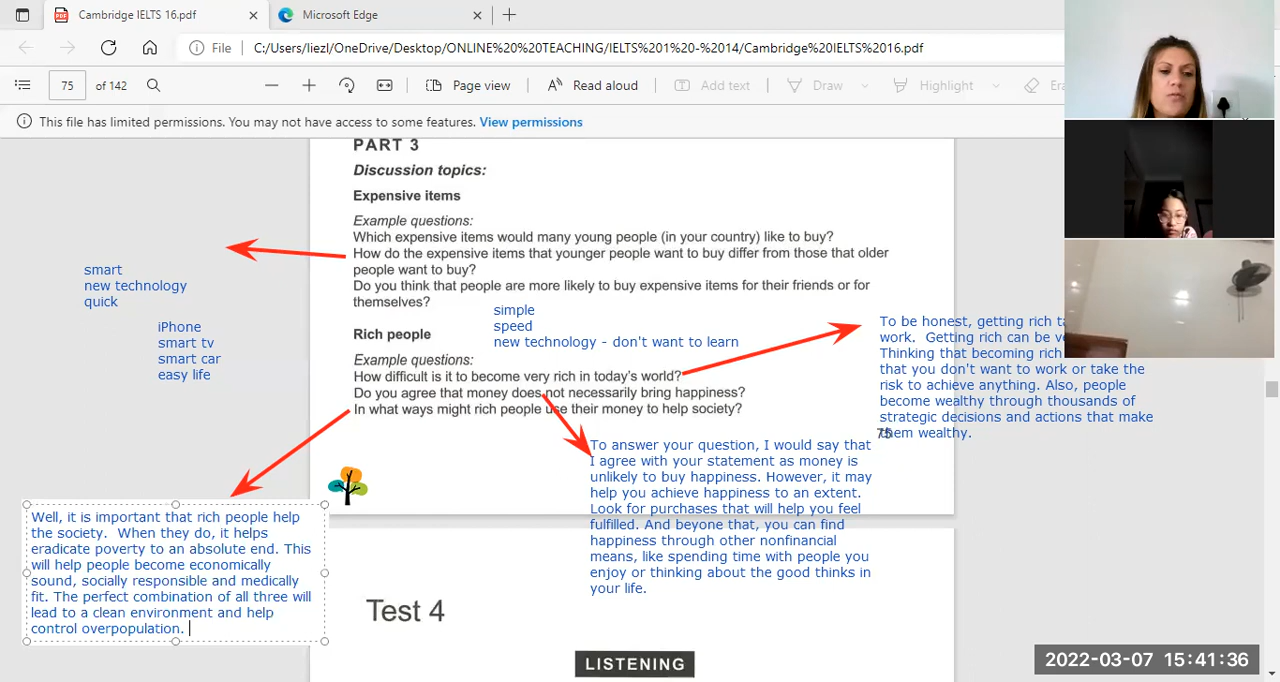 Cambridge IELTS 16.pdf
Microsoft Edge
File
C:/Users/liezl/OneDrive/Desktop/ONLINE%20%20TEACHING/IELTS%201%20-%2014/Cambridge%20IELTS%2016.pdf
75 of 142
Page view
Read aloud
Add text
Draw
Highlight
This file has limited permissions. You may not have access to some features. View permissions
PART 3
Discussion topics:
Expensive items
Example questions:
Which expensive items would many young people (in your country) like to buy?
How do the expensive items that younger people want to buy differ from those that older
people want to buy?
Do you think that people are more likely to buy expensive items for their friends or for
themselves?
smart
new technology
quick
iPhone
smart tv
smart car
easy life
simple
speed
new technology - don't want to learn
Rich people
Example questions:
How difficult is it to become very rich in today's world?
Do you agree that money does not necessarily bring happiness?
In what ways might rich people use their money to help society?
To be honest, getting rich
work. Getting rich can be
Thinking that becoming rich
that you don't want to work or take the
risk to achieve anything. Also, people
become wealthy through thousands of
strategic decisions and actions that make
them wealthy.
75
To answer your question, I would say that
I agree with your statement as money is
unlikely to buy happiness. However, it may
help you achieve happiness to an extent.
Look for purchases that will help you feel
fulfilled. And beyone that, you can find
happiness through other nonfinancial
means, like spending time with people you
enjoy or thinking about the good thinks in
your life.
Well, it is important that rich people help
the society. When they do, it helps
eradicate poverty to an absolute end. This
will help people become economically
sound, socially responsible and medically
fit. The perfect combination of all three will
lead to a clean environment and help
control overpopulation.
Test 4
LISTENING
2022-03-07 15:41:36